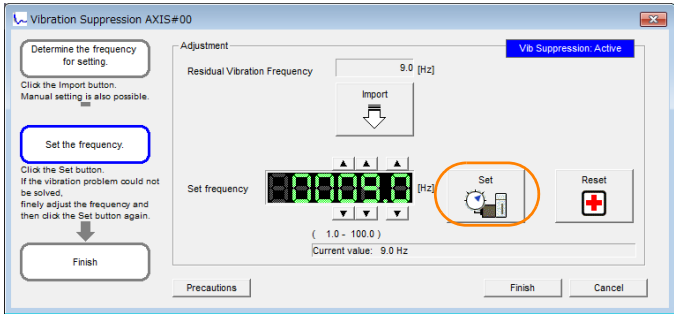 Vibration Suppression AXIS#00
Determine the frequency
for setting.
Click the Import button.
Manual setting is also possible.
Set the frequency.
Click the Set button.
If the vibration problem could not
be solved,
finely adjust the frequency and
then click the Set button again.
Finish
Adjustment
Vib Suppression: Active
Residual Vibration Frequency
9.0 [Hz]
Import
Set frequency
0009.0 [Hz]
Set
Reset
( 1.0 - 100.0 )
Current value: 9.0 Hz
Precautions
Finish
Cancel